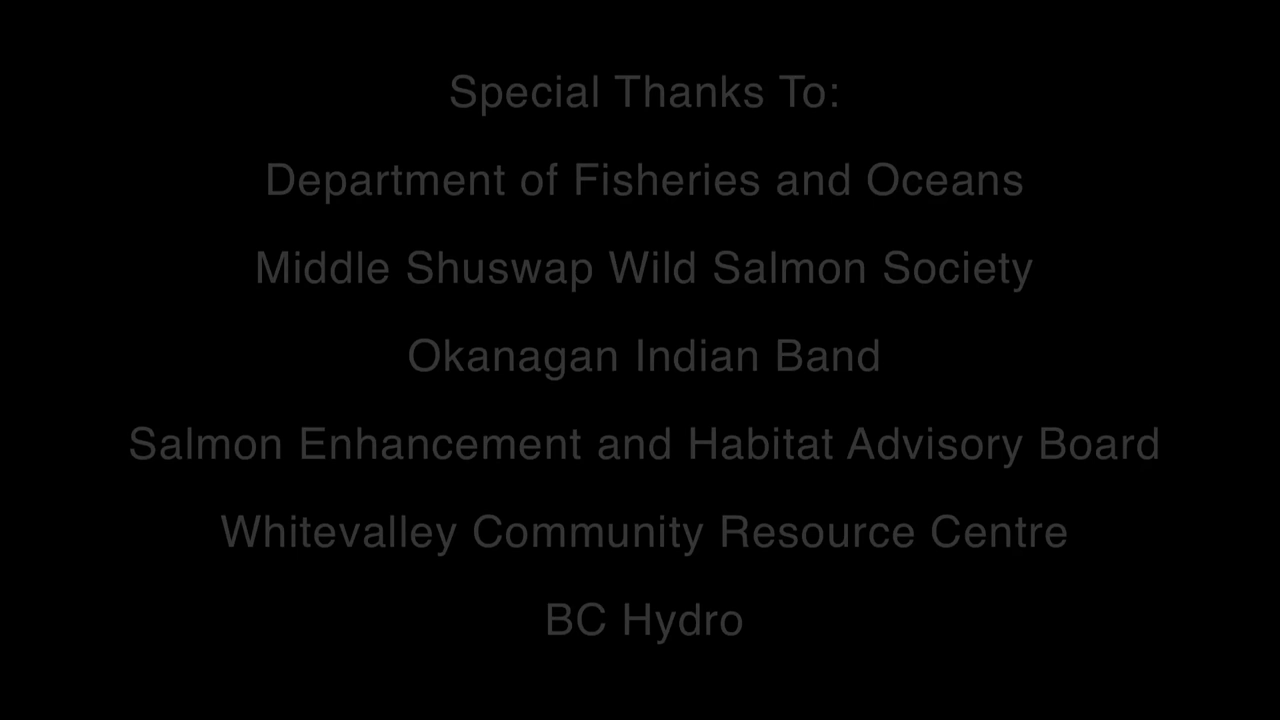 Special Thanks To:
Department of Fisheries and Oceans
Middle Shuswap Wild Salmon Society
Okanagan Indian Band
Salmon Enhancement and Habitat Advisory Board
Whitevalley Community Resource Centre
BC Hydro